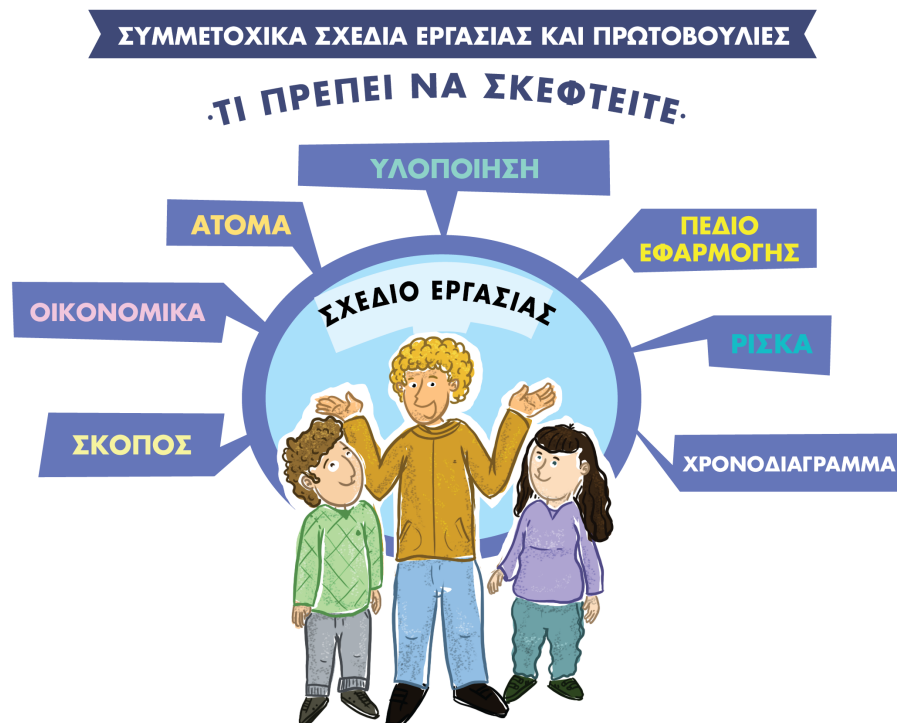 ΣΥΜΜΕΤΟΧΙΚΑ ΣΧΕΔΙΑ ΕΡΓΑΣΙΑΣ ΚΑΙ ΠΡΩΤΟΒΟΥΛΙΕΣ
·ΤΙ ΠΡΕΠΕΙ ΝΑ ΣΚΕΦΤΕΙΤΕ·
ΥΛΟΠΟΙΗΣΗ
ΑΤΟΜΑ
ΠΕΔΙΟ
ΕΦΑΡΜΟΓΗΣ
ΟΙΚΟΝΟΜΙΚΑ
ΣΧΕΔΙΟ ΕΡΓΑΣΙΑΣ
ΡΙΣΚΑ
ΣΚΟΠΟΣ
ΧΡΟΝΟΔΙΑΓΡΑΜΜΑ